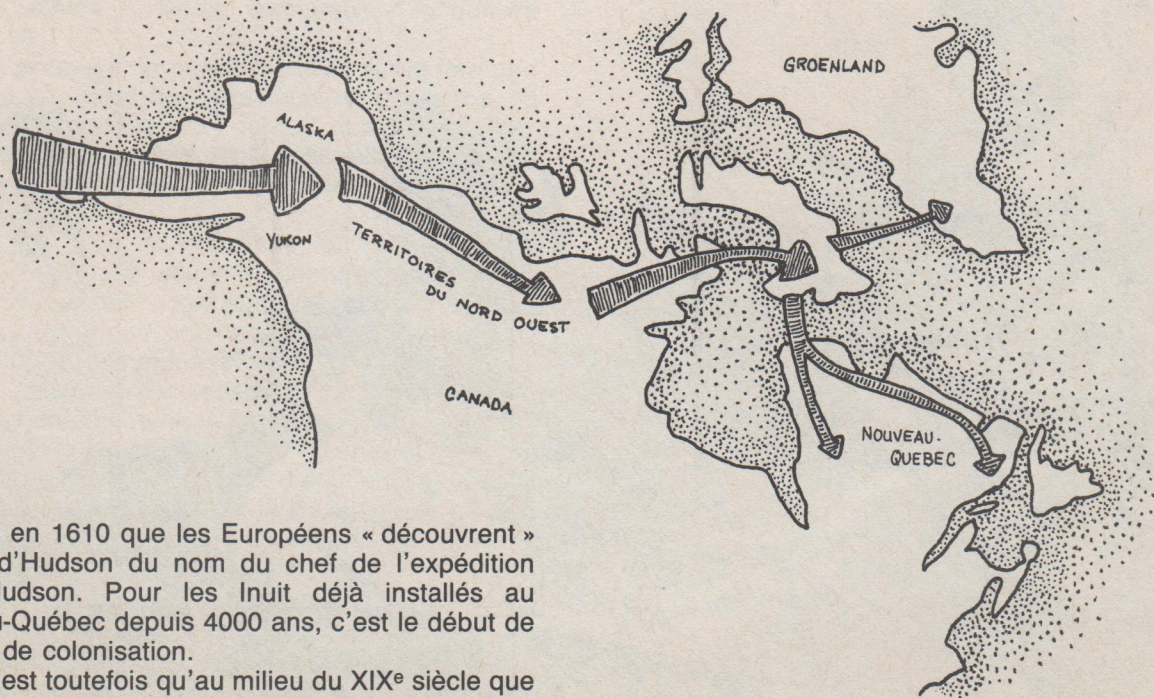 GROENLAND
ALASKA
YUKON
TERRITOIRES
DU NORD OUEST
CANADA
NOUVEAU-
QUEBEC
en 1610 que les Européens « découvrent »
d'Hudson du nom du chef de l'expédition
udson. Pour les Inuit déjà installés au
-Québec depuis 4000 ans, c'est le début de
de colonisation.
est toutefois qu'au milieu du XIXe siècle que